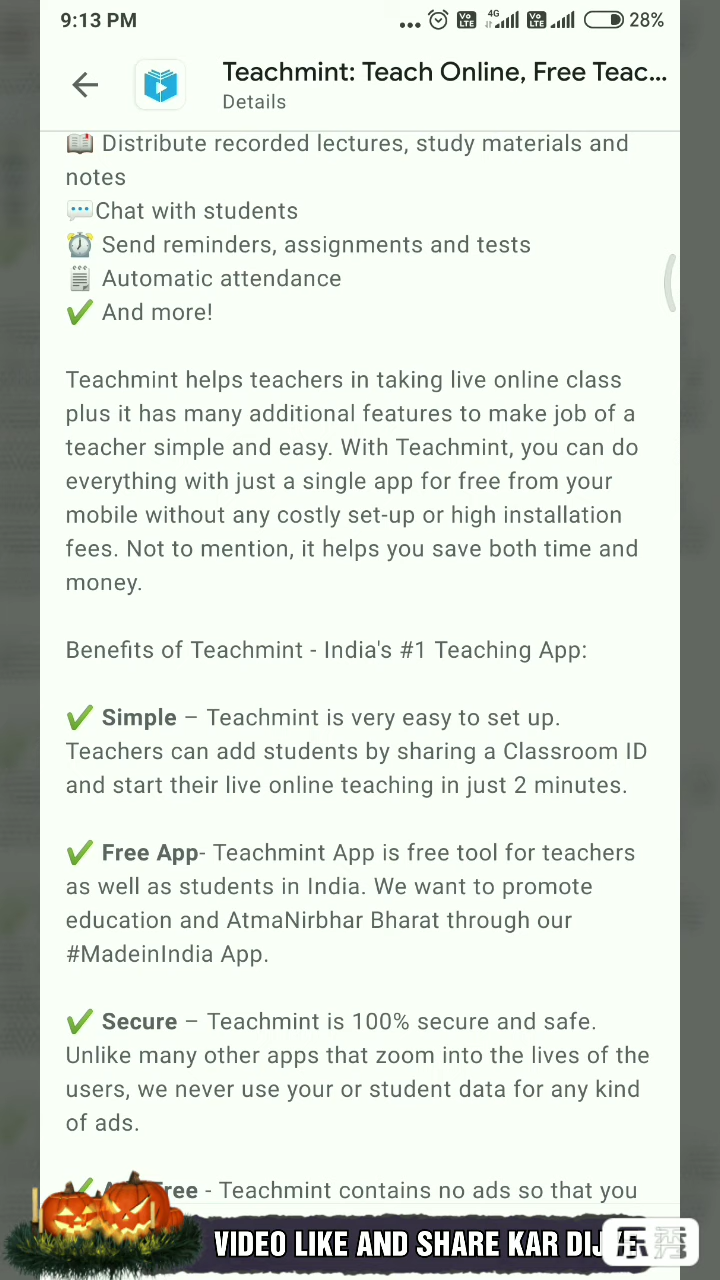 9:13 PM
4G
Vo LTE
Vo LTE
28%
Teachmint: Teach Online, Free Teac...
Details
Distribute recorded lectures, study materials and
notes
Chat with students
Send reminders, assignments and tests
Automatic attendance
And more!
Teachmint helps teachers in taking live online class
plus it has many additional features to make job of a
teacher simple and easy. With Teachmint, you can do
everything with just a single app for free from your
mobile without any costly set-up or high installation
fees. Not to mention, it helps you save both time and
money.
Benefits of Teachmint - India's #1 Teaching App:
Simple – Teachmint is very easy to set up.
Teachers can add students by sharing a Classroom ID
and start their live online teaching in just 2 minutes.
Free App- Teachmint App is free tool for teachers
as well as students in India. We want to promote
education and AtmaNirbhar Bharat through our
#MadeinIndia App.
Secure – Teachmint is 100% secure and safe.
Unlike many other apps that zoom into the lives of the
users, we never use your or student data for any kind
of ads.
Free - Teachmint contains no ads so that you
VIDEO LIKE AND SHARE KAR
乐秀